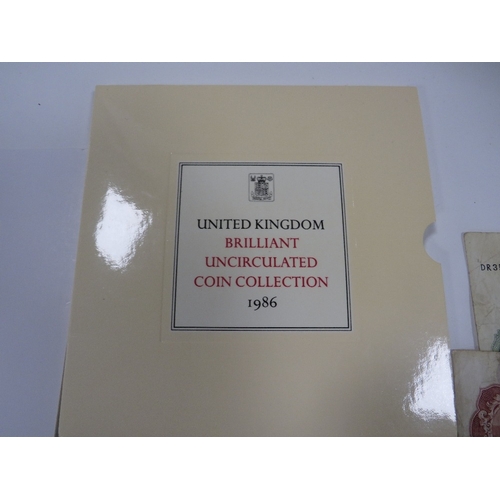 UNITED KINGDOM
BRILLIANT
UNCIRCULATED
COIN COLLECTION
1986